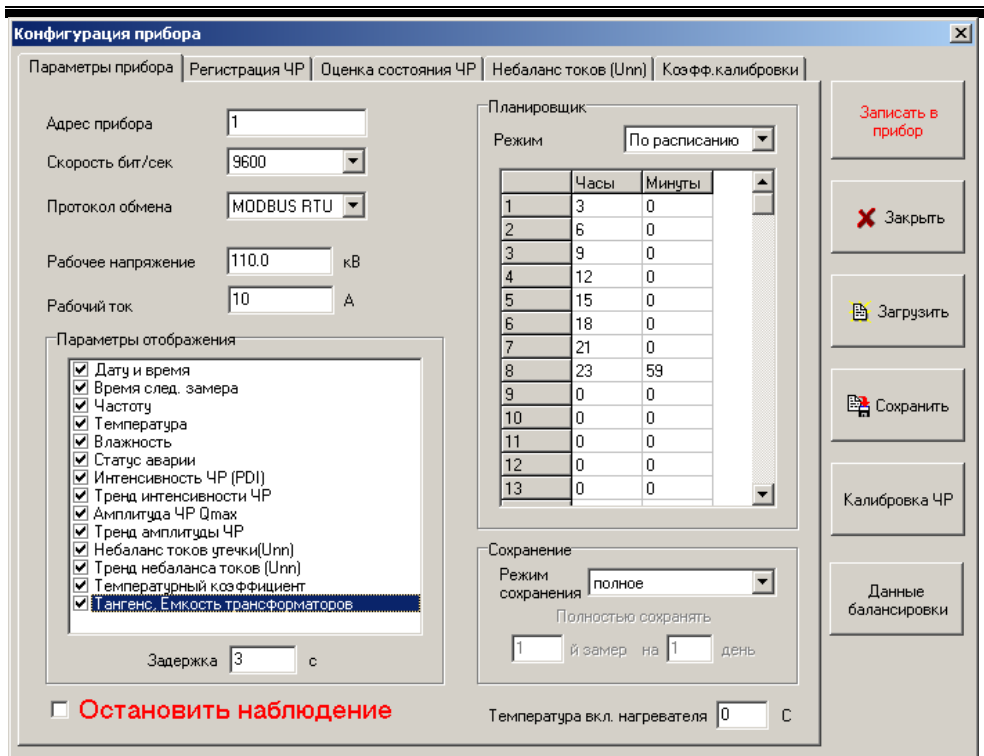 Конфигурация прибора
Параметры прибора Регистрация ЧР Оценка состояния ЧР Небаланс токов (Unn) Коэфф.калибровки
Адрес прибора 1
Скорость бит/сек 9600
Протокол обмена MODBUS RTU
Рабочее напряжение 110.0 кВ
Рабочий ток 10 А
Параметры отображения
Дату и время
Время след. замера
Частоту
Температура
Влажность
Статус аварии
Интенсивность ЧР (PDI)
Тренд интенсивности ЧР
Амплитуда ЧР Qmax
Тренд амплитуды ЧР
Небаланс токов утечки(Unn)
Тренд небаланса токов (Unn)
Температурный коэффициент
Тангенс. Емкость трансформаторов
Задержка 3 с
Остановить наблюдение
Планировщик
Режим По расписанию
Часы Минуты
1 3 0
2 6 0
3 9 0
4 12 0
5 15 0
6 18 0
7 21 0
8 23 59
9 0 0
10 0 0
11 0 0
12 0 0
13 0 0
Сохранение
Режим
сохранения полное
Полностью сохранять
1 й замер на 1 день
Температура вкл. нагревателя 0 С
Записать в
прибор
Закрыть
Загрузить
Сохранить
Калибровка ЧР
Данные
балансировки